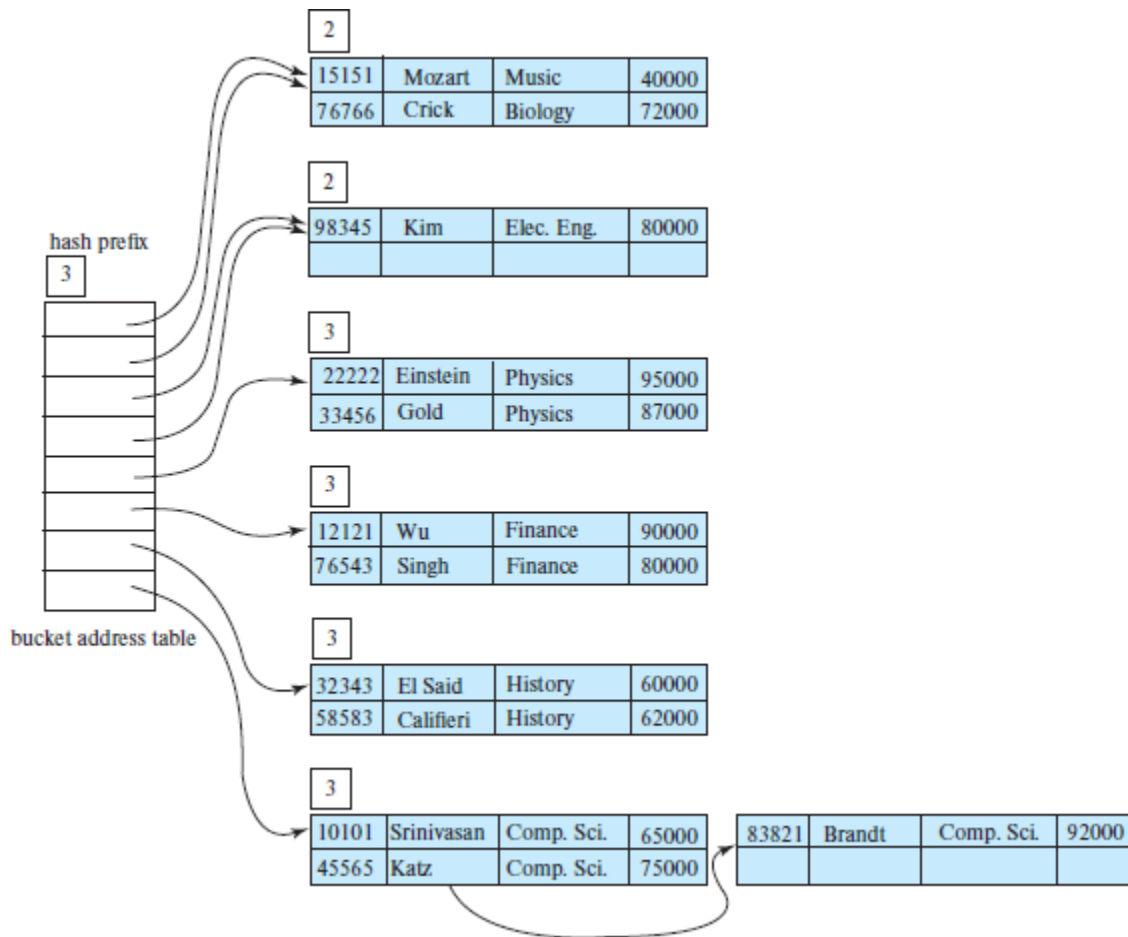 2
15151 Mozart Music 40000
76766 Crick Biology 72000
2
98345 Kim Elec. Eng. 80000
hash prefix
3
3
22222 Einstein Physics 95000
33456 Gold Physics 87000
3
12121 Wu Finance 90000
76543 Singh Finance 80000
bucket address table
3
32343 El Said History 60000
58583 Califieri History 62000
3
10101 Srinivasan Comp. Sci. 65000
45565 Katz Comp. Sci. 75000
83821 Brandt Comp. Sci. 92000